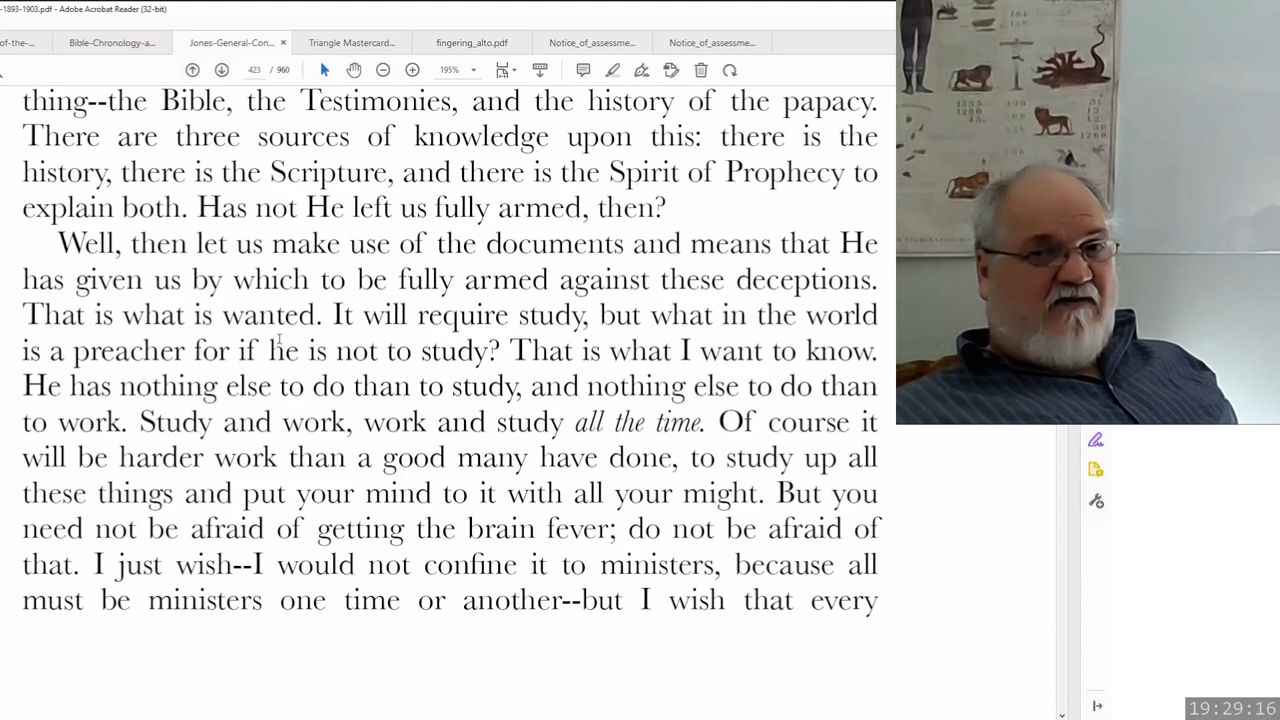 -1893-1903.pdf - Adobe Acrobat Reader (32-bit)
of-the-... Bible-Chronology-a... Jones-General-Con... × Triangle Mastercard... fingering_alto.pdf Notice_of_assessme... Notice_of_assessme...
423 / 960 195%
thing--the Bible, the Testimonies, and the history of the papacy.
There are three sources of knowledge upon this: there is the
history, there is the Scripture, and there is the Spirit of Prophecy to
explain both. Has not He left us fully armed, then?
Well, then let us make use of the documents and means that He
has given us by which to be fully armed against these deceptions.
That is what is wanted. It will require study, but what in the world
is a preacher for if he is not to study? That is what I want to know.
He has nothing else to do than to study, and nothing else to do than
to work. Study and work, work and study all the time. Of course it
will be harder work than a good many have done, to study up all
these things and put your mind to it with all your might. But you
need not be afraid of getting the brain fever; do not be afraid of
that. I just wish--I would not confine it to ministers, because all
must be ministers one time or another--but I wish that every
19:29:16